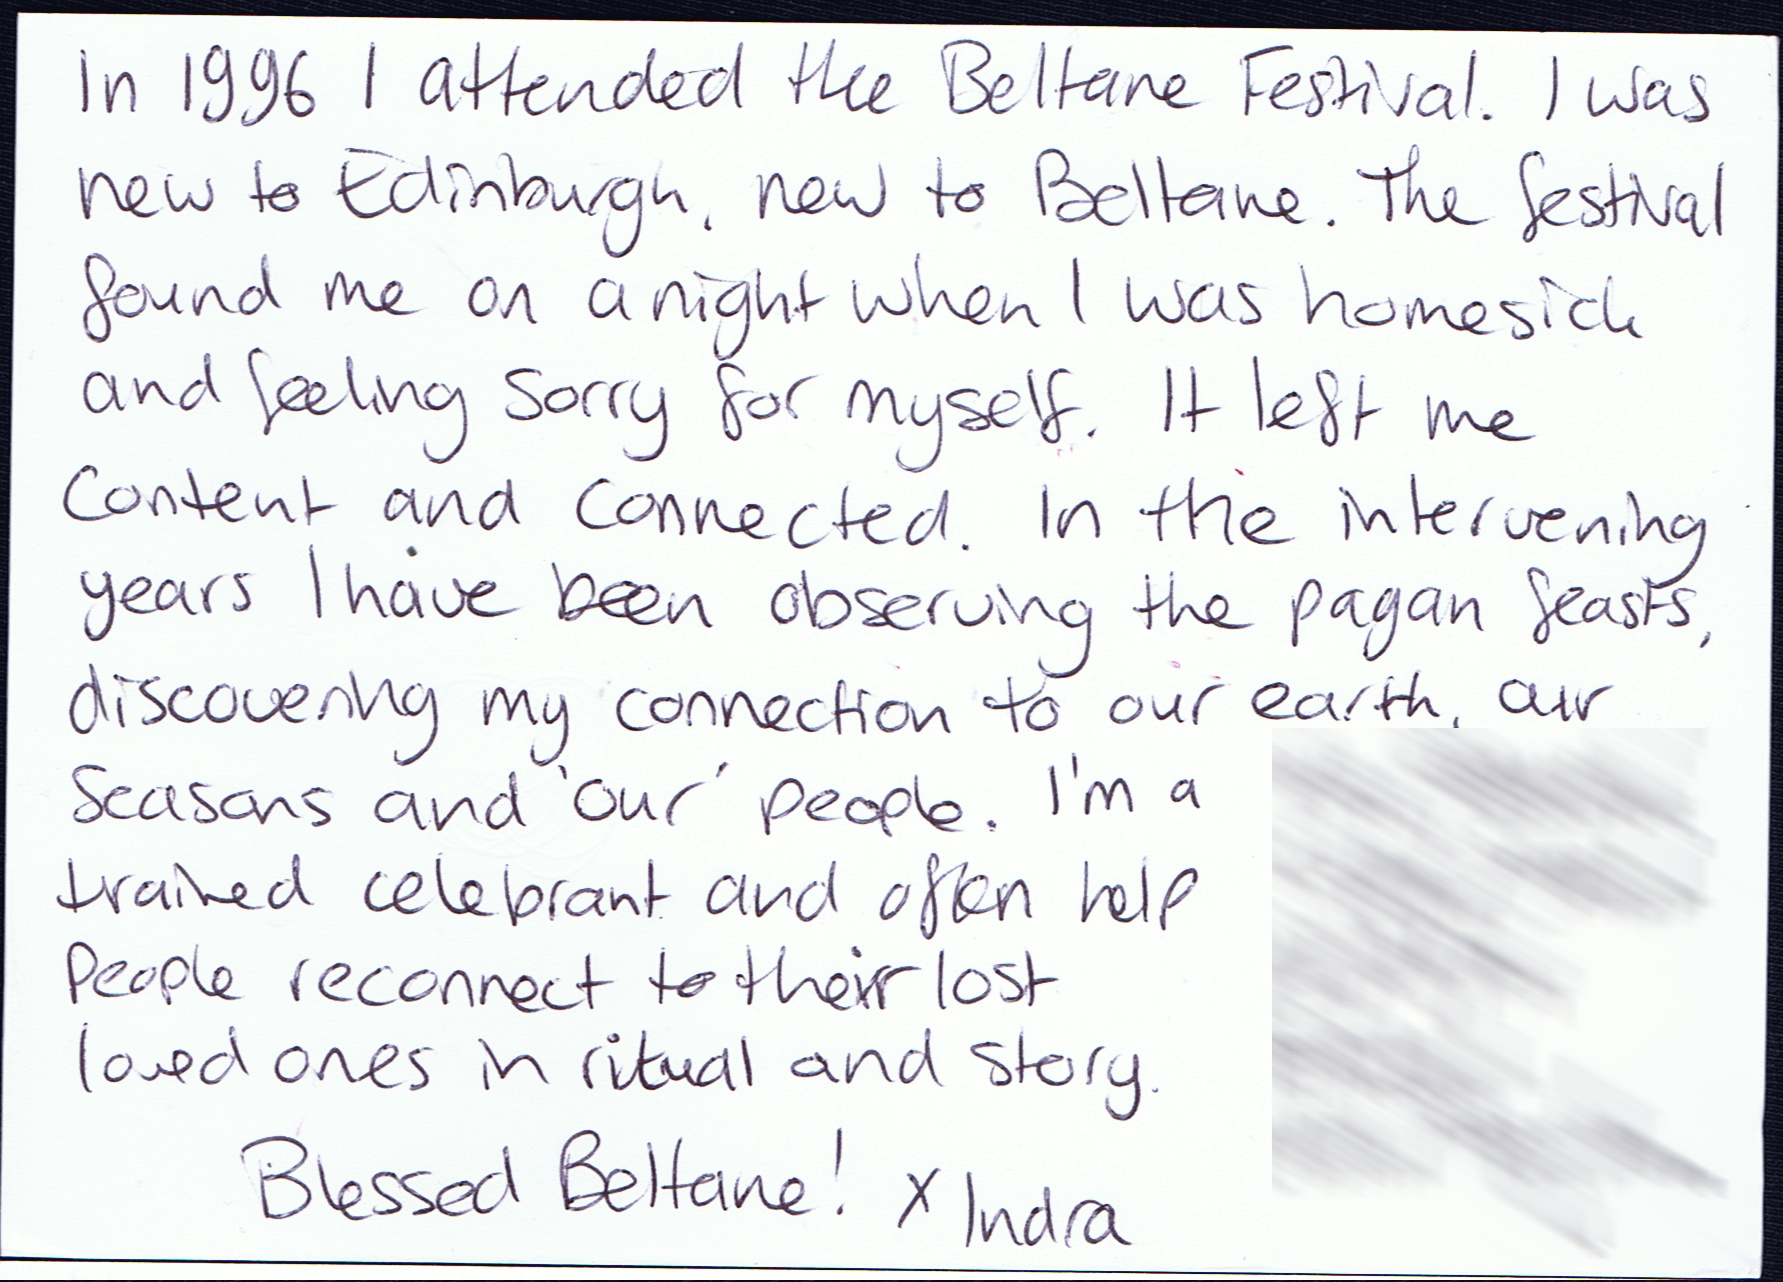 In 1996 I attended the Beltane Festival. I was
new to Edinburgh, new to Beltane. The festival
found me on a night when I was homesick
and feeling sorry for myself. It left me
content and connected. In the intervening
years I have been observing the pagan feasts,
discovering my connection to our earth, our
seasons and 'our' people. I'm a
trained celebrant and often help
people reconnect to their lost
loved ones in ritual and story.
Blessed Beltane! x Indra